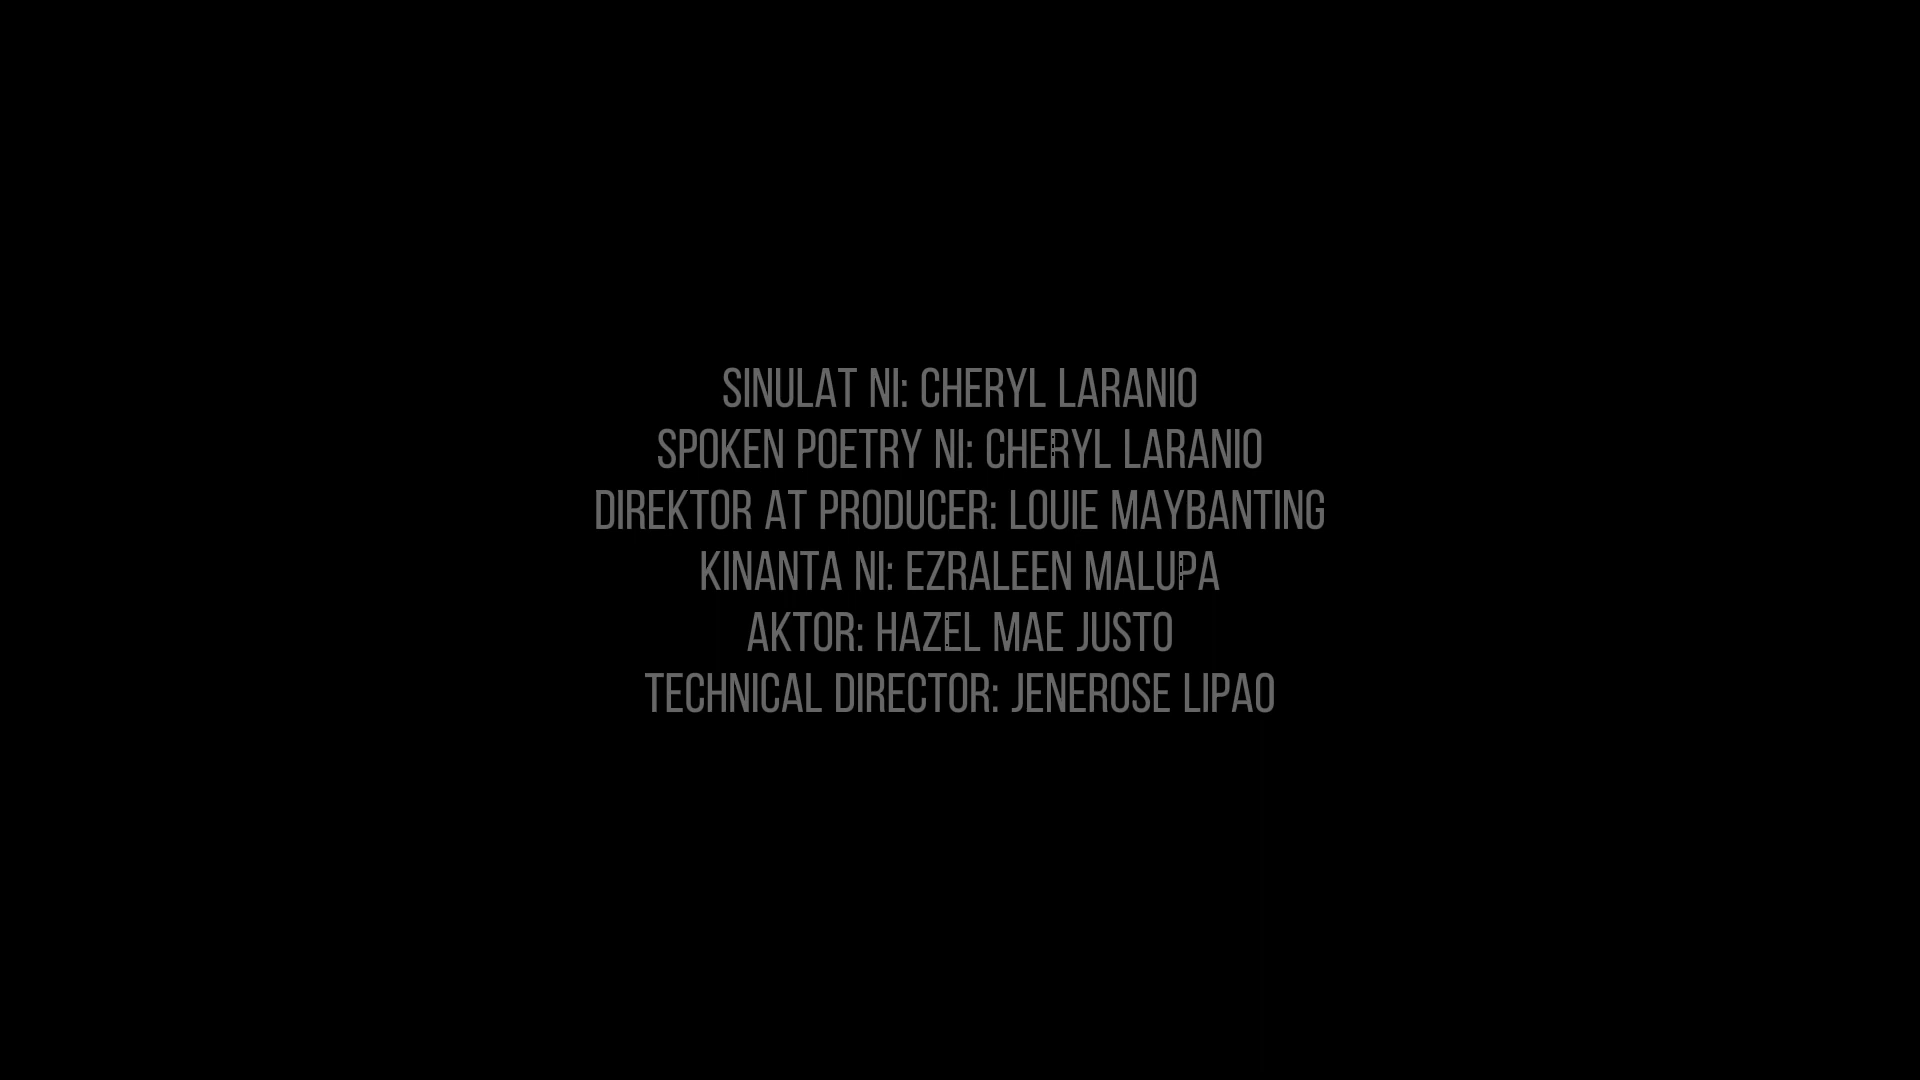 SINULAT NI: CHERYL LARANIO
SPOKEN POETRY NI: CHERYL LARANIO
DIREKTOR AT PRODUCER: LOUIE MAYBANTING
KINANTA NI: EZRALEEN MALUPA
AKTOR: HAZEL MAE JUSTO
TECHNICAL DIRECTOR: JENEROSE LIPAO